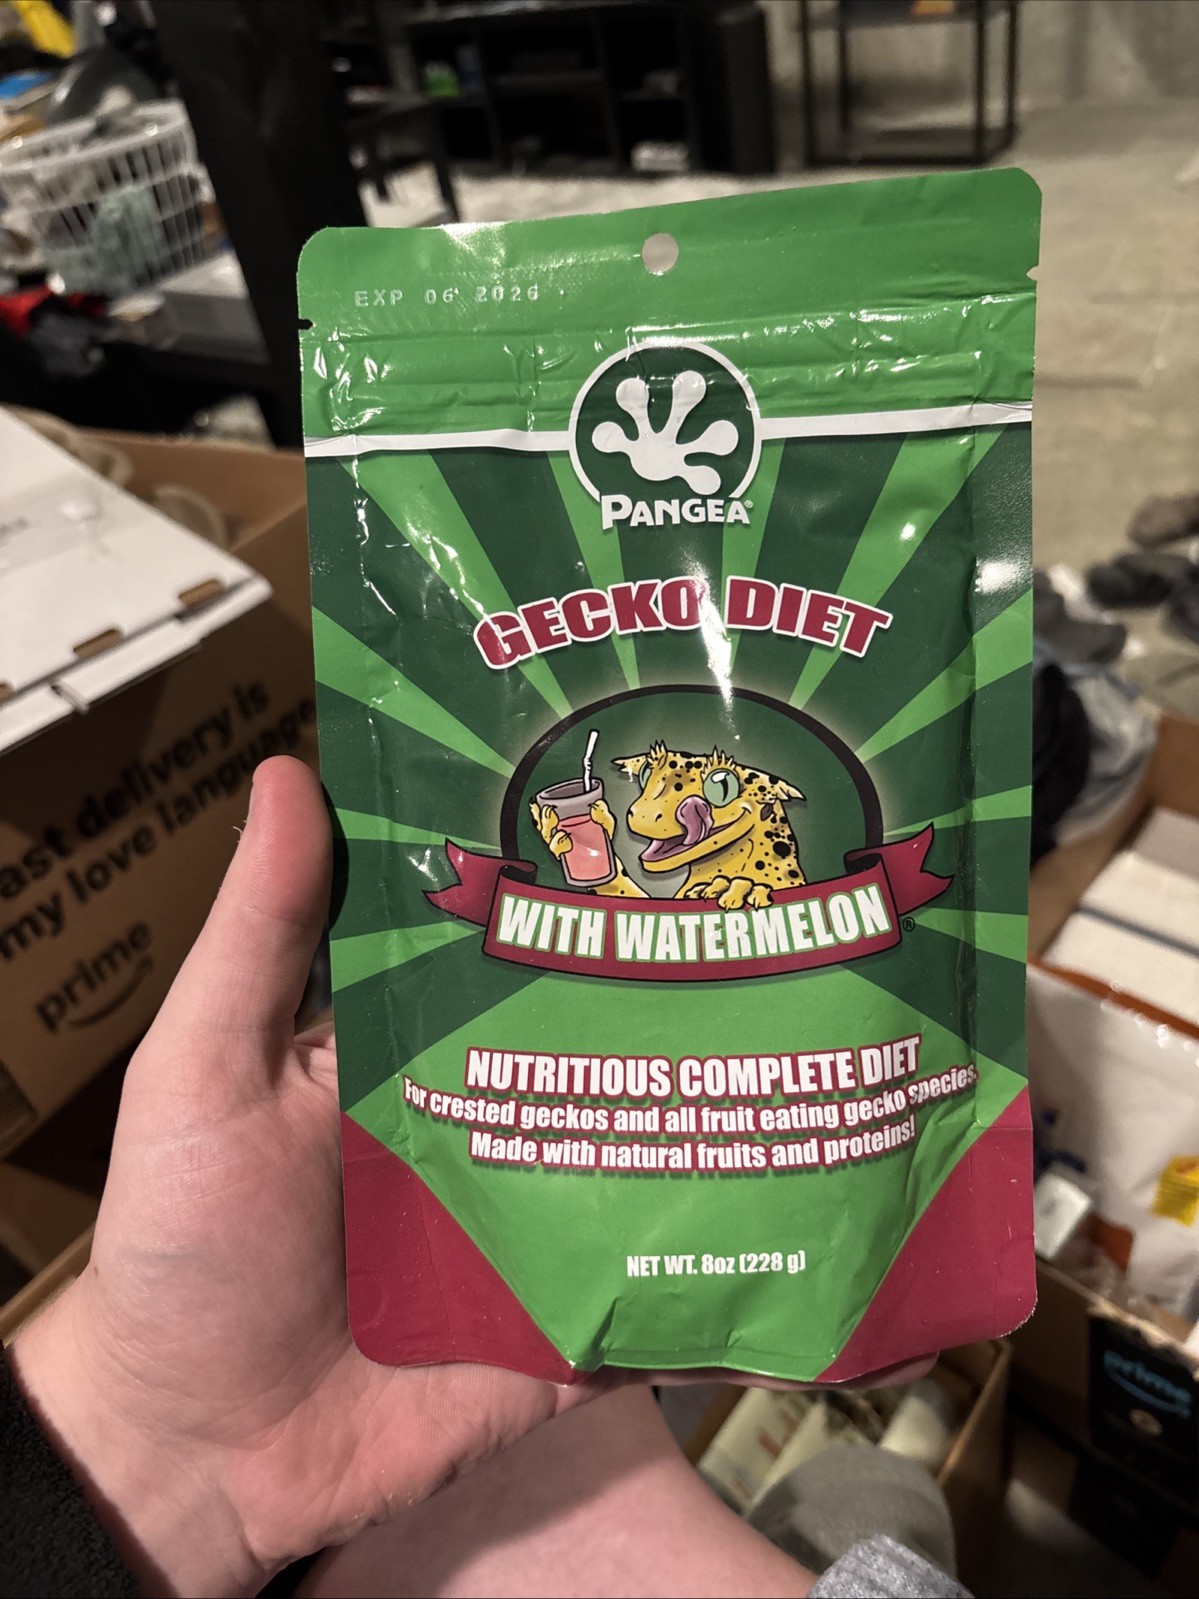 EXP 06 2026
PANGEA®
GECKO DIET
WITH WATERMELON®
NUTRITIOUS COMPLETE DIET
For crested geckos and all fruit eating gecko species.
Made with natural fruits and proteins!
NET WT. 8oz (228 g)
fast delivery is
my love language
prime
prime